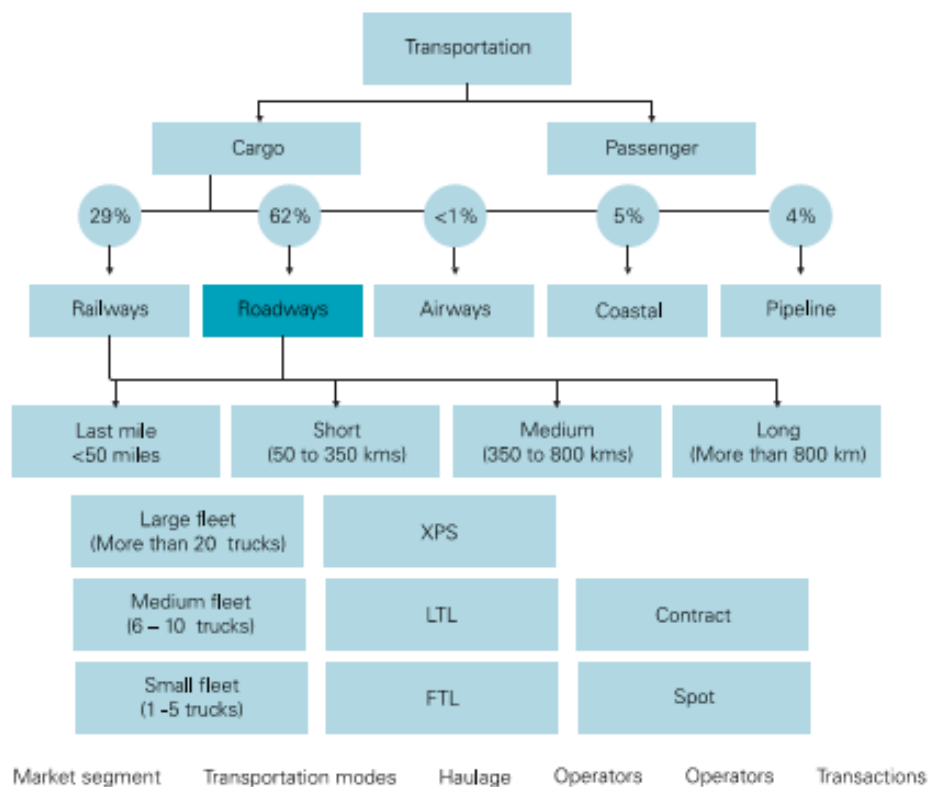 Transportation
Cargo
Passenger
29%
62%
<1%
5%
4%
Railways
Roadways
Airways
Coastal
Pipeline
Last mile
<50 miles
Short
(50 to 350 kms)
Medium
(350 to 800 kms)
Long
(More than 800 km)
Large fleet
(More than 20 trucks)
XPS
Medium fleet
(6 – 10 trucks)
LTL
Contract
Small fleet
(1 -5 trucks)
FTL
Spot
Market segment Transportation modes Haulage Operators Operators Transactions